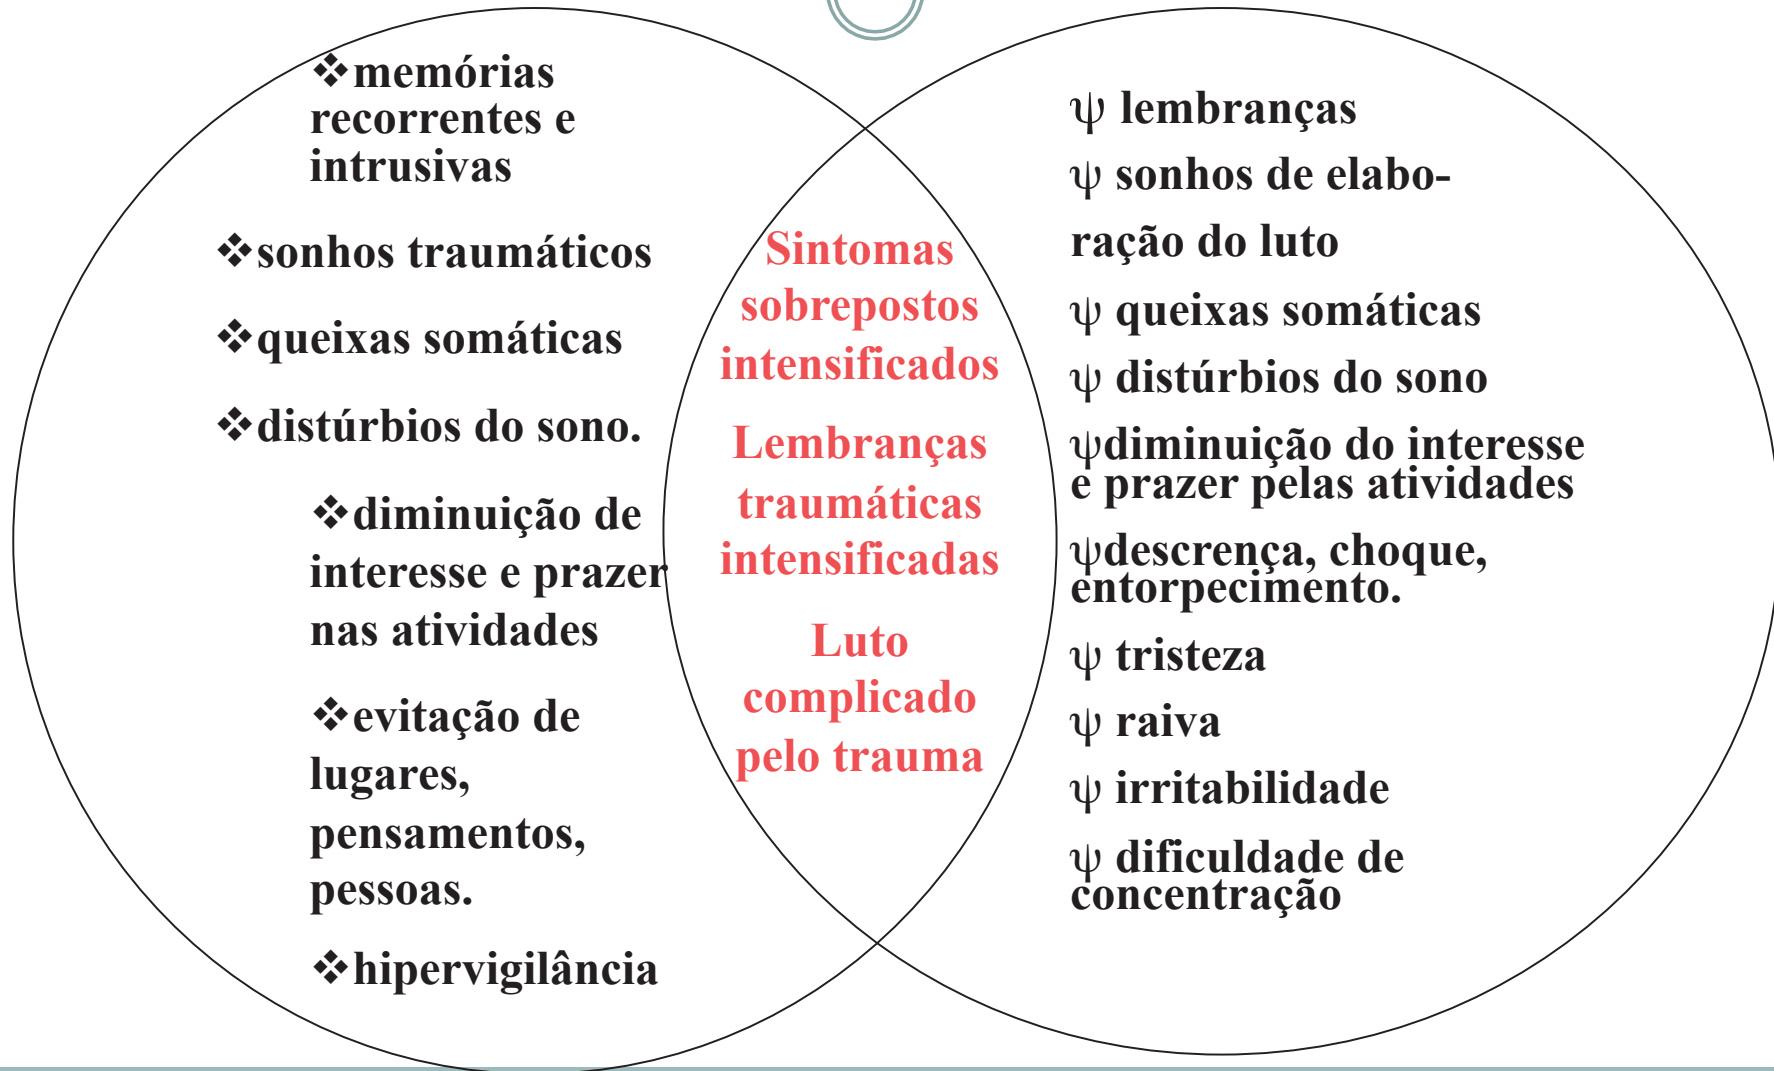 ❖memórias
recorrentes e
intrusivas
❖sonhos traumáticos
❖queixas somáticas
❖distúrbios do sono.
❖diminuição de
interesse e prazer
nas atividades
❖evitação de
lugares,
pensamentos,
pessoas.
❖hipervigilância
Sintomas
sobrepostos
intensificados
Lembranças
traumáticas
intensificadas
Luto
complicado
pelo trauma
ψ lembranças
ψ sonhos de elabo-
ração do luto
ψ queixas somáticas
ψ distúrbios do sono
ψdiminuição do interesse
e prazer pelas atividades
ψdescrença, choque,
entorpecimento.
ψ tristeza
ψ raiva
ψ irritabilidade
ψ dificuldade de
concentração